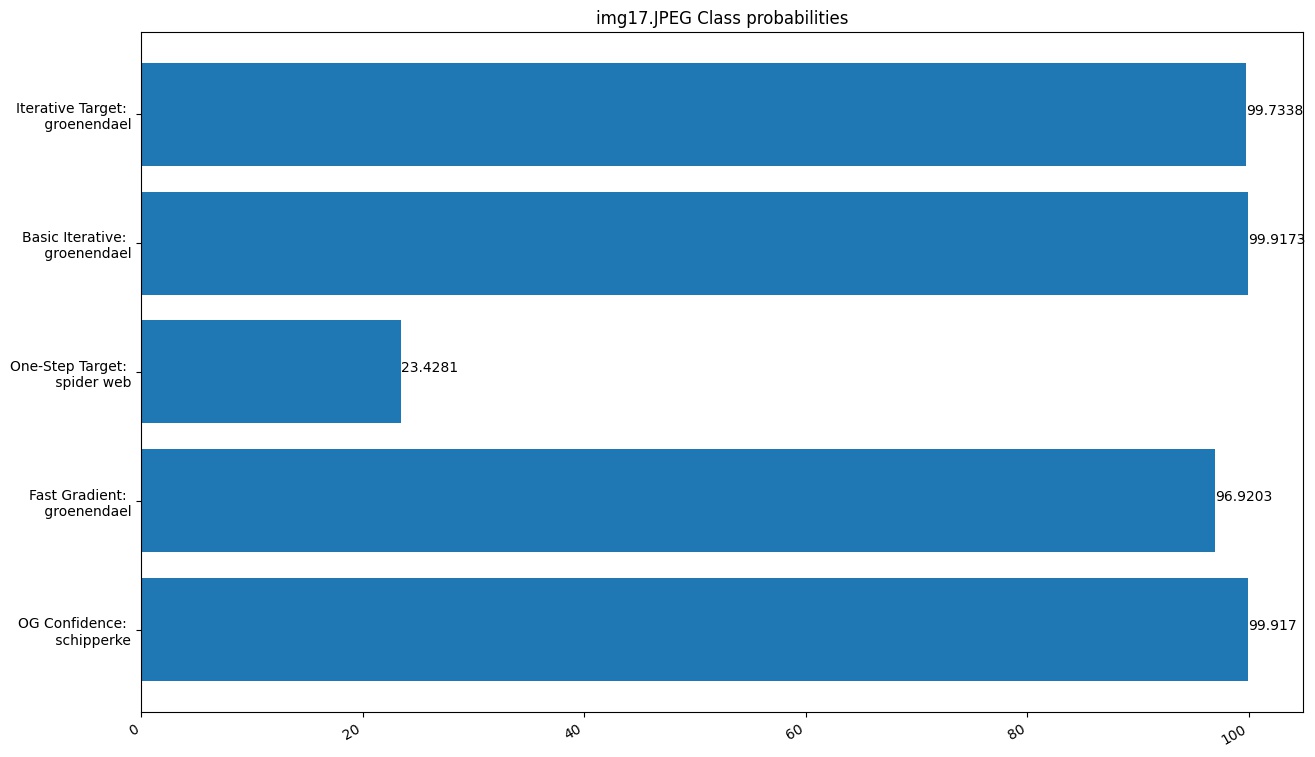 img17.JPEG Class probabilities
Iterative Target:
groenendael
99.7338
Basic Iterative:
groenendael
99.9173
One-Step Target:
spider web
23.4281
Fast Gradient:
groenendael
96.9203
OG Confidence:
schipperke
99.917
0
20
40
60
80
100